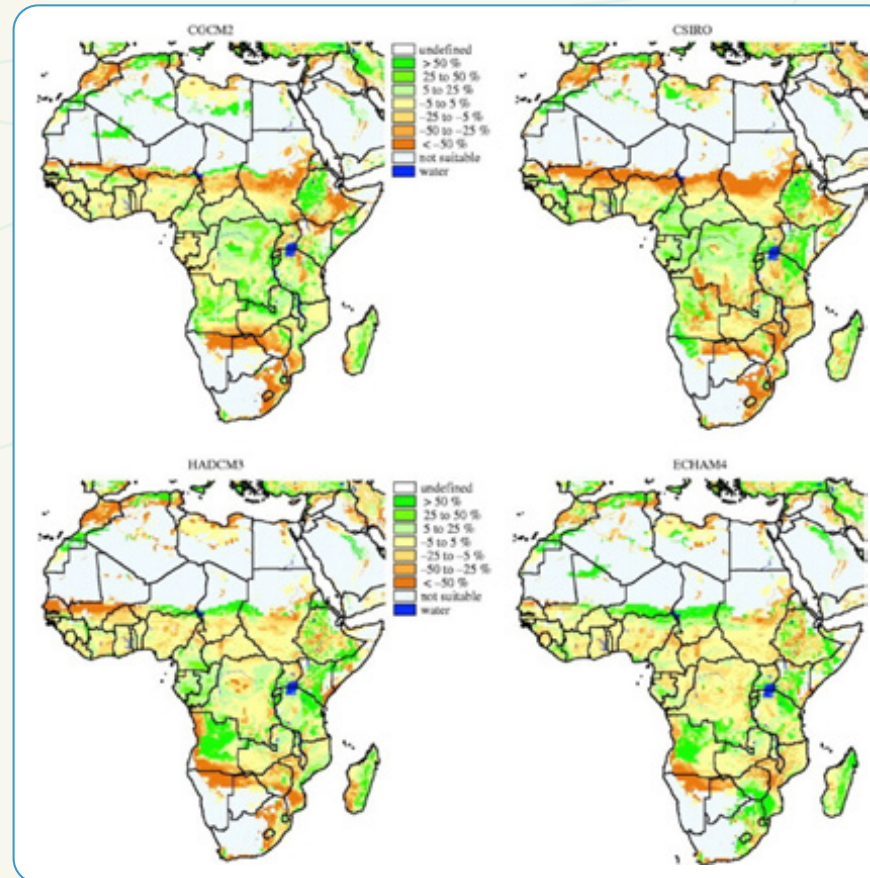 CGCM2
undefined
> 50 %
25 to 50 %
5 to 25 %
–5 to 5 %
–25 to –5 %
–50 to –25 %
< –50 %
not suitable
water
CSIRO
HADCM3
undefined
> 50 %
25 to 50 %
5 to 25 %
–5 to 5 %
–25 to –5 %
–50 to –25 %
< –50 %
not suitable
water
ECHAM4